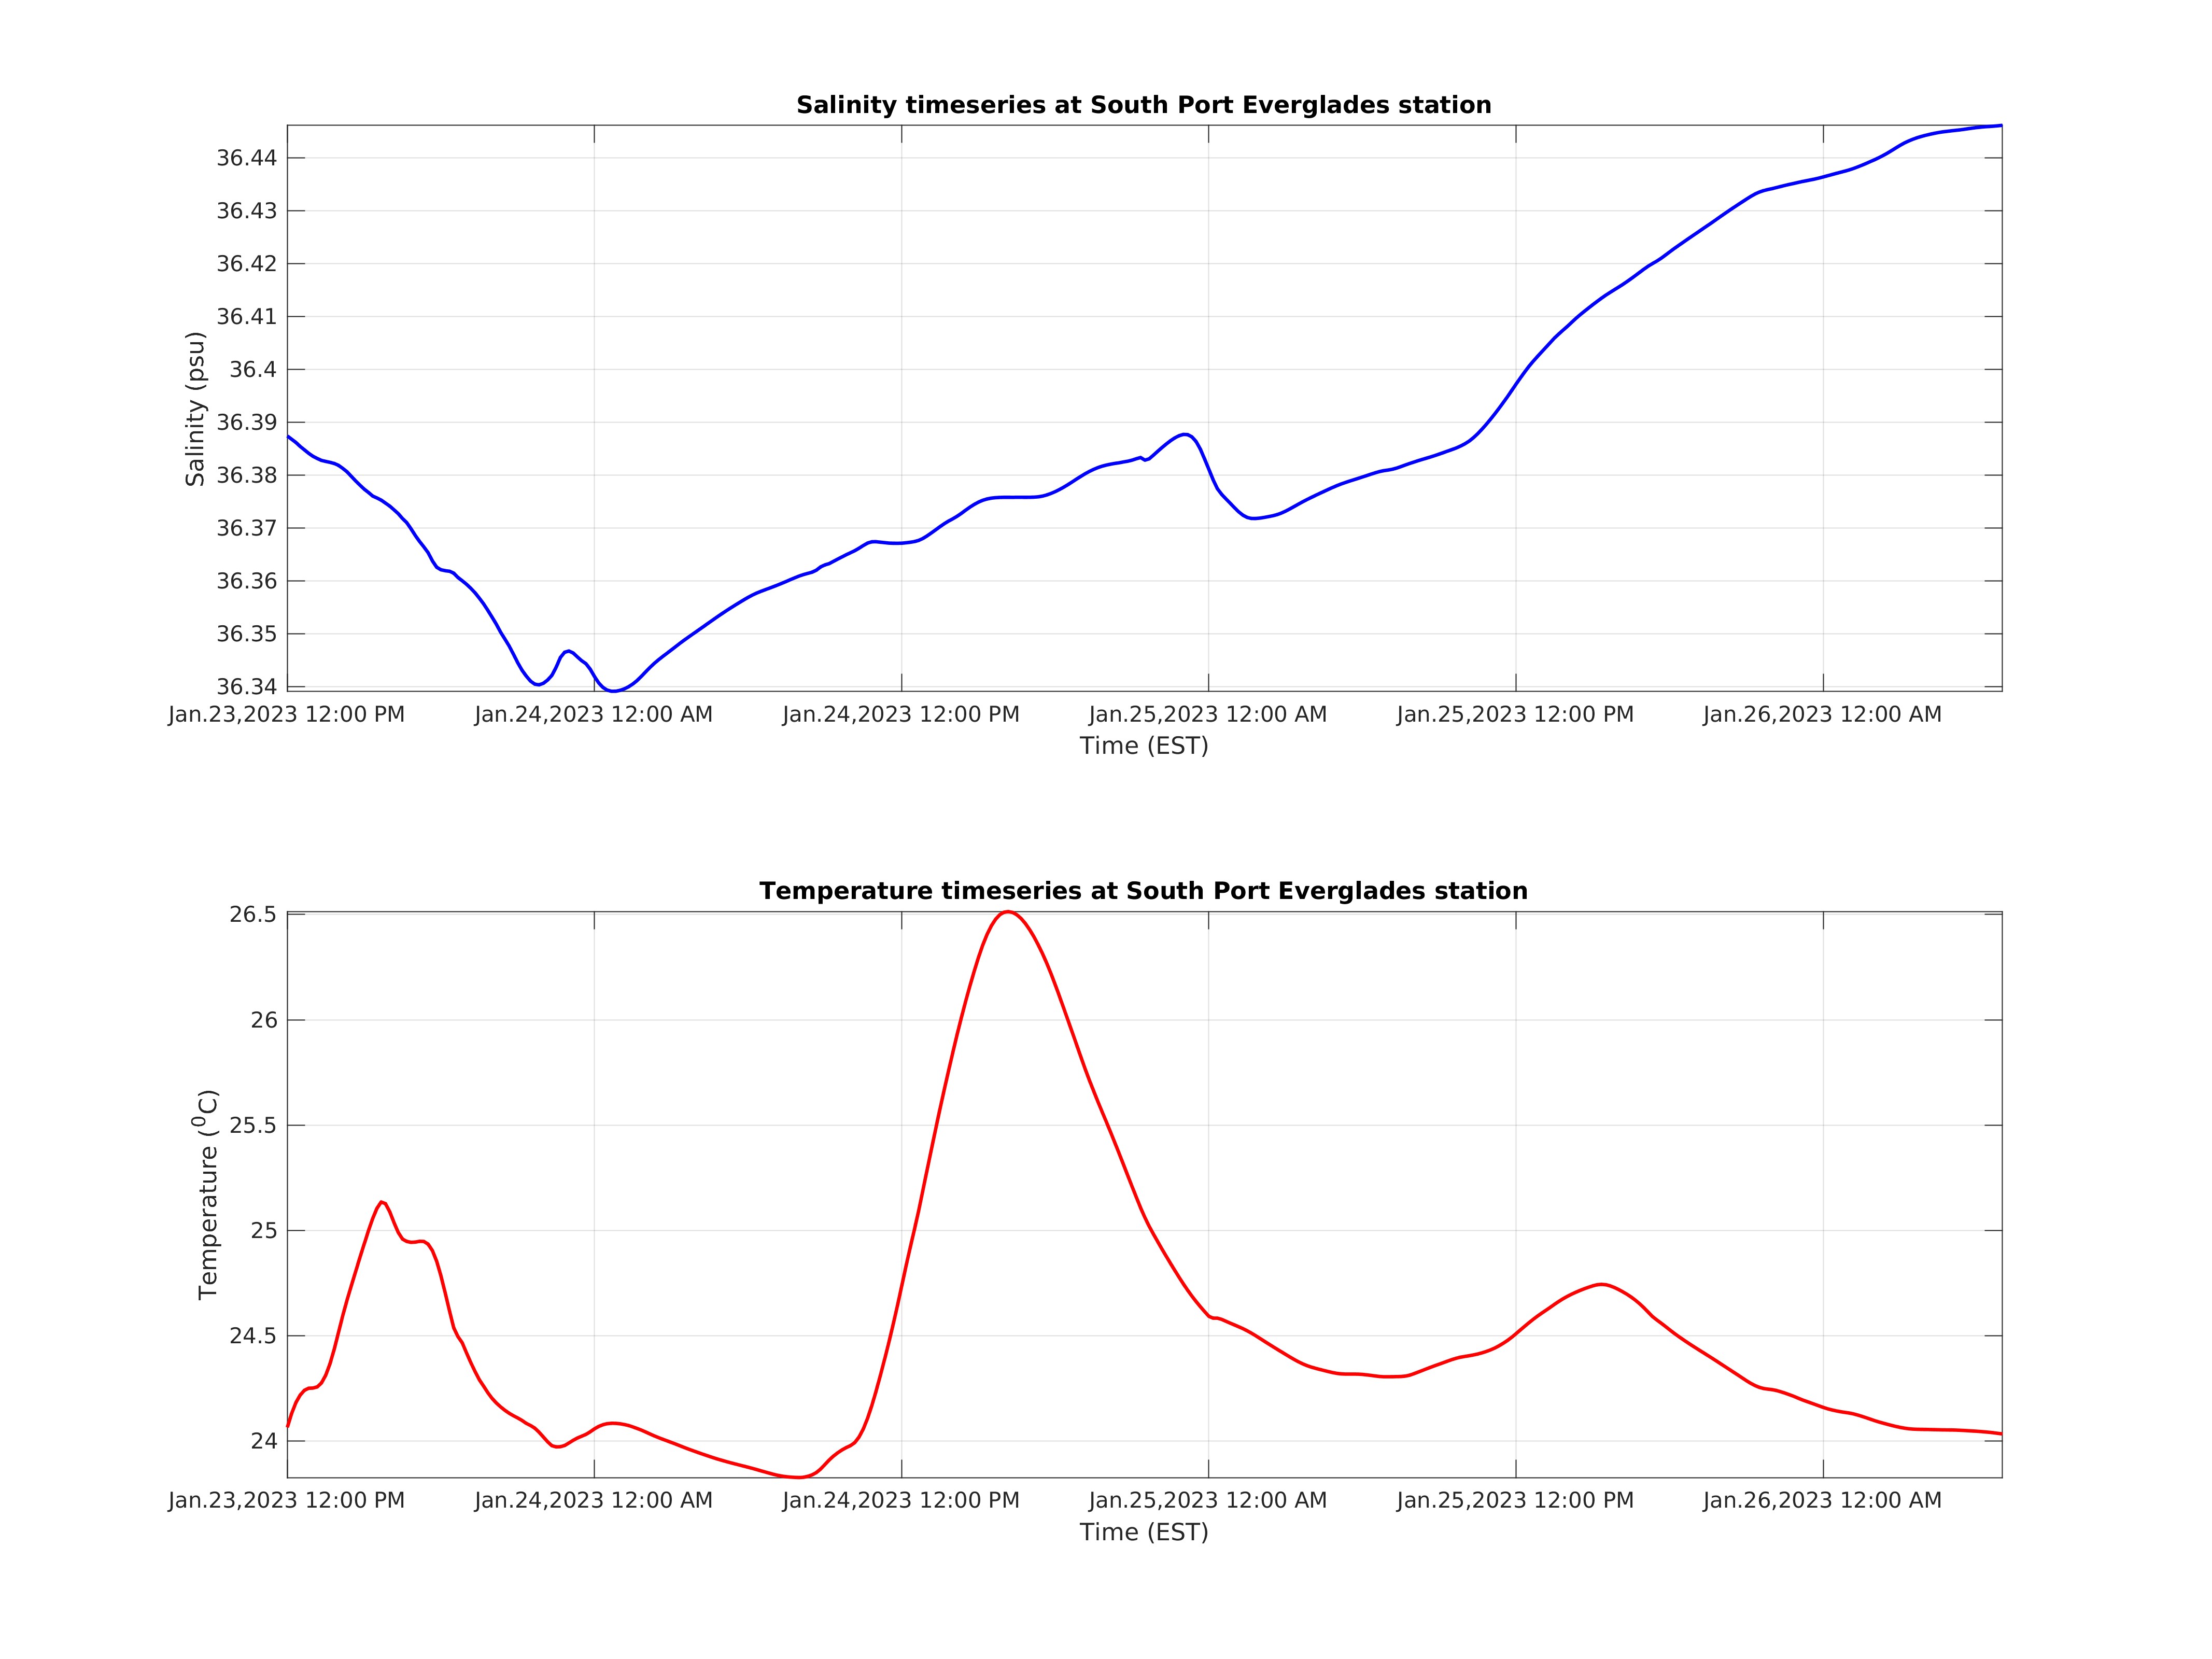 Salinity timeseries at South Port Everglades station
36.44
36.43
36.42
36.41
36.4
36.39
36.38
36.37
36.36
36.35
36.34
Salinity (psu)
Jan.23,2023 12:00 PM Jan.24,2023 12:00 AM Jan.24,2023 12:00 PM Jan.25,2023 12:00 AM Jan.25,2023 12:00 PM Jan.26,2023 12:00 AM
Time (EST)
Temperature timeseries at South Port Everglades station
26.5
26
25.5
25
24.5
24
Temperature (⁰C)
Jan.23,2023 12:00 PM Jan.24,2023 12:00 AM Jan.24,2023 12:00 PM Jan.25,2023 12:00 AM Jan.25,2023 12:00 PM Jan.26,2023 12:00 AM
Time (EST)